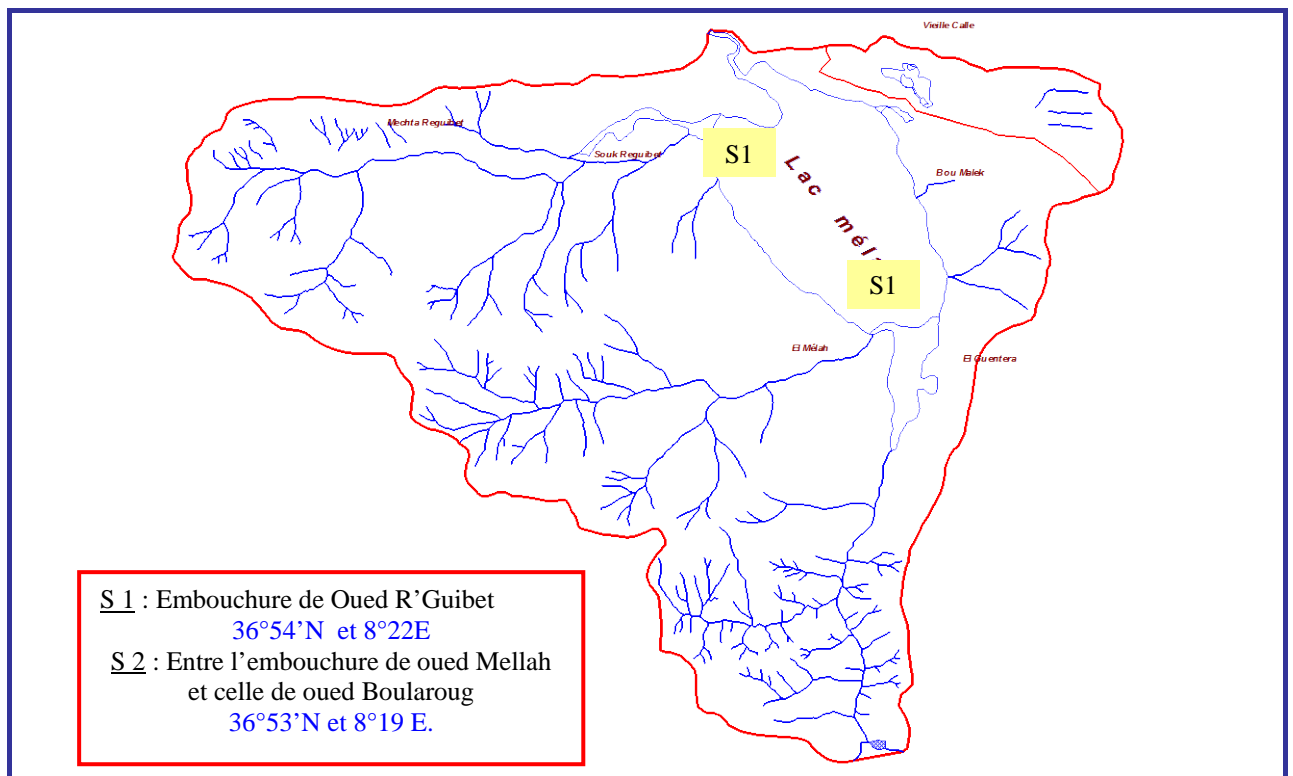 Vieille Calle
Mechta Reguibet
Souk Reguibet
S1
Lac mél
Bou Malek
S1
El Mélah
El Guentera
S 1 : Embouchure de Oued R’Guibet
36°54’N et 8°22E
S 2 : Entre l’embouchure de oued Mellah
et celle de oued Boularoug
36°53’N et 8°19 E.